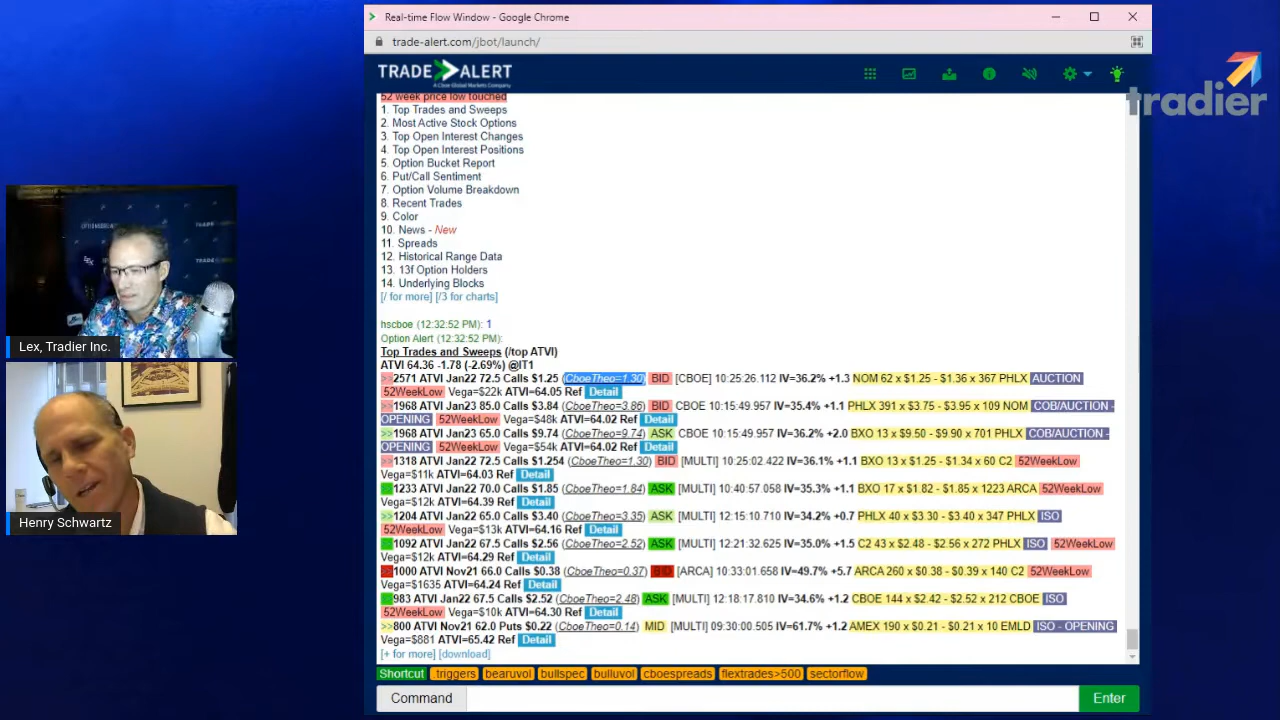 Real-time Flow Window - Google Chrome
trade-alert.com/jbot/launch/
TRADE ALERT
A Cboe Global Markets Company
tradier
52 week price low touched
1. Top Trades and Sweeps
2. Most Active Stock Options
3. Top Open Interest Changes
4. Top Open Interest Positions
5. Option Bucket Report
6. Put/Call Sentiment
7. Option Volume Breakdown
8. Recent Trades
9. Color
10. News - New
11. Spreads
12. Historical Range Data
13. 13f Option Holders
14. Underlying Blocks
[/ for more] [/3 for charts]
hscboe (12:32:52 PM): 1
Option Alert (12:32:52 PM):
Top Trades and Sweeps (/top ATVI)
ATVI 64.36 -1.78 (-2.69%) @IT1
>>2571 ATVI Jan22 72.5 Calls $1.25 (CboeTheo=1.30) BID [CBOE] 10:25:26.112 IV=36.2% +1.3 NOM 62 x $1.25 - $1.36 x 367 PHLX AUCTION
52WeekLow Vega=$22k ATVI=64.05 Ref Detail
>>1968 ATVI Jan23 85.0 Calls $3.84 (CboeTheo=3.86) BID CBOE 10:15:49.957 IV=35.4% +1.1 PHLX 391 x $3.75 - $3.95 x 109 NOM COB/AUCTION -
OPENING 52WeekLow Vega=$48k ATVI=64.02 Ref Detail
>>1968 ATVI Jan23 65.0 Calls $9.74 (CboeTheo=9.74) ASK CBOE 10:15:49.957 IV=36.2% +2.0 BXO 13 x $9.50 - $9.90 x 701 PHLX COB/AUCTION -
OPENING 52WeekLow Vega=$54k ATVI=64.02 Ref Detail
>>1318 ATVI Jan22 72.5 Calls $1.254 (CboeTheo=1.30) BID [MULTI] 10:25:02.422 IV=36.1% +1.1 BXO 13 x $1.25 - $1.34 x 60 C2 52WeekLow
Vega=$11k ATVI=64.03 Ref Detail
>>1233 ATVI Jan22 70.0 Calls $1.85 (CboeTheo=1.84) ASK [MULTI] 10:40:57.058 IV=35.3% +1.1 BXO 17 x $1.82 - $1.85 x 1223 ARCA 52WeekLow
Vega=$12k ATVI=64.39 Ref Detail
>>1204 ATVI Jan22 65.0 Calls $3.40 (CboeTheo=3.35) ASK [MULTI] 12:15:10.710 IV=34.2% +0.7 PHLX 40 x $3.30 - $3.40 x 347 PHLX ISO
52WeekLow Vega=$13k ATVI=64.16 Ref Detail
>>1092 ATVI Jan22 67.5 Calls $2.56 (CboeTheo=2.52) ASK [MULTI] 12:21:32.625 IV=35.0% +1.5 C2 43 x $2.48 - $2.56 x 272 PHLX ISO 52WeekLow
Vega=$12k ATVI=64.29 Ref Detail
>>1000 ATVI Nov21 66.0 Calls $0.38 (CboeTheo=0.37) BID [ARCA] 10:33:01.658 IV=49.7% +5.7 ARCA 260 x $0.38 - $0.39 x 140 C2 52WeekLow
Vega=$1635 ATVI=64.24 Ref Detail
>>983 ATVI Jan22 67.5 Calls $2.52 (CboeTheo=2.48) ASK [MULTI] 12:18:17.810 IV=34.6% +1.2 CBOE 144 x $2.42 - $2.52 x 212 CBOE ISO
52WeekLow Vega=$10k ATVI=64.30 Ref Detail
>>800 ATVI Nov21 62.0 Puts $0.22 (CboeTheo=0.14) MID [MULTI] 09:30:00.505 IV=61.7% +1.2 AMEX 190 x $0.21 - $0.21 x 10 EMLD ISO - OPENING
Vega=$881 ATVI=65.42 Ref Detail
[+ for more] [download]
Shortcut triggers bearuvol bullspec bulluvol cboespreads flextrades>500 sectorflow
Command Enter
Lex, Tradier Inc.
Henry Schwartz